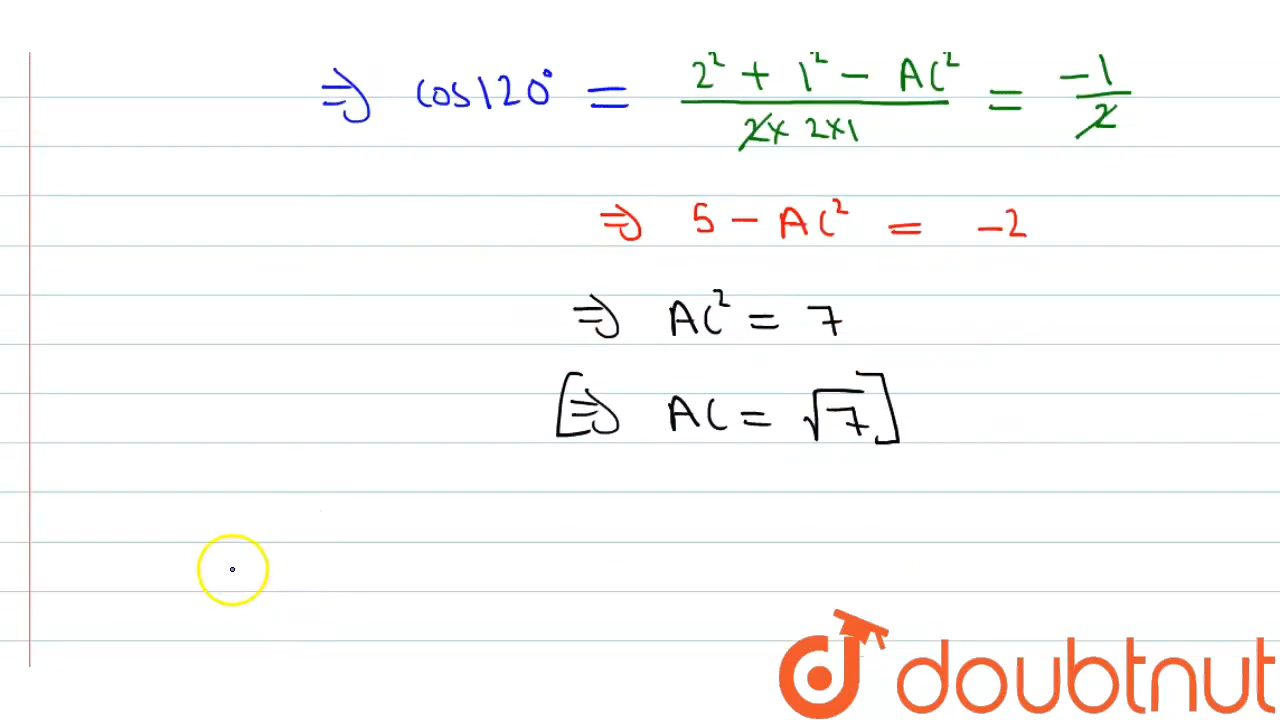 ⇒ cos120° = (2² + 1² - AC²)/(2×2×1) = -1/2
⇒ 5 - AC² = -2
⇒ AC² = 7
[⇒ AC = √7]
doubtnut